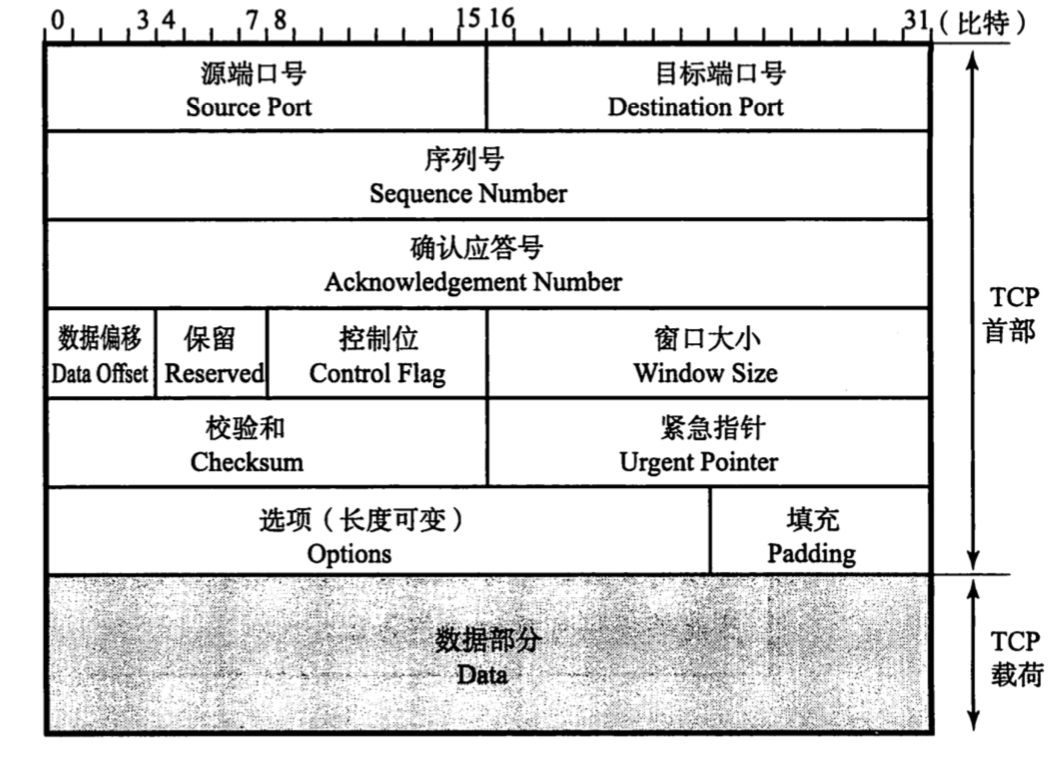 0 3 4 7 8 15 16 31 (比特)
源端口号 目标端口号
Source Port Destination Port
序列号
Sequence Number
确认应答号
Acknowledgement Number
TCP
首部
数据偏移 保留 控制位 窗口大小
Data Offset Reserved Control Flag Window Size
校验和 紧急指针
Checksum Urgent Pointer
选项(长度可变) 填充
Options Padding
数据部分
Data
TCP
载荷